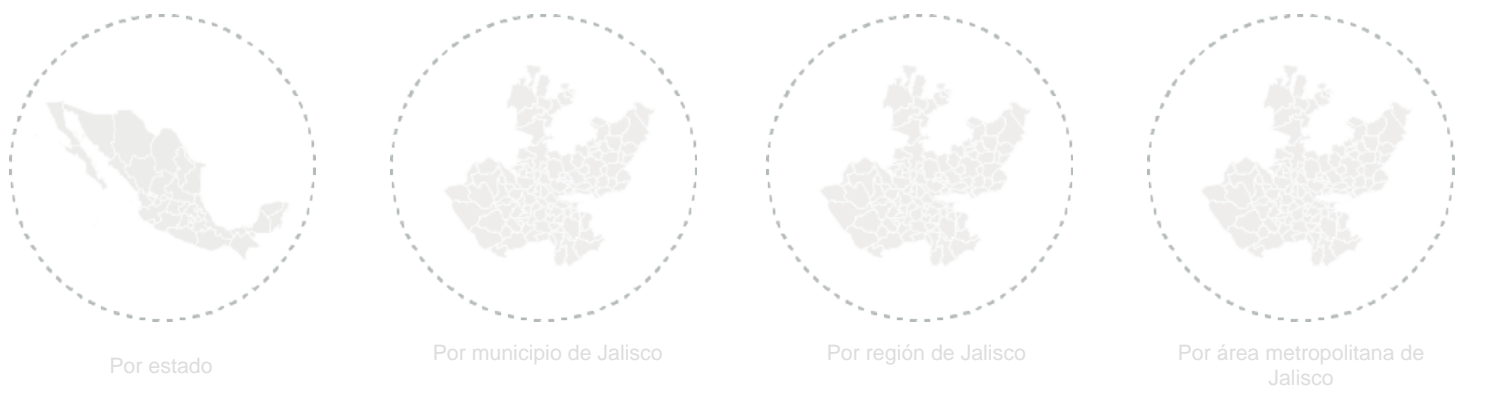 Por estado
Por municipio de Jalisco
Por región de Jalisco
Por área metropolitana de
Jalisco